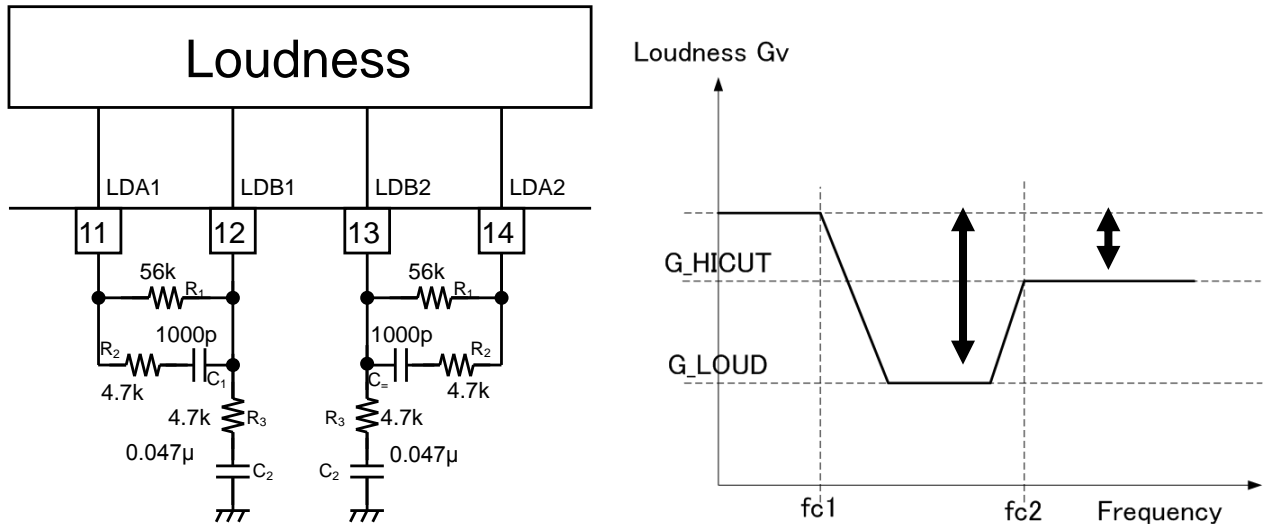 Loudness
LDA1 LDB1 LDB2 LDA2
11 12 13 14
56k 56k
R₁ R₁
1000p 1000p
R₂ R₂
C₁ C₌
4.7k 4.7k
4.7k R₃ R₃ 4.7k
0.047μ 0.047μ
C₂ C₂
Loudness Gv
G_HICUT
G_LOUD
fc1 fc2 Frequency